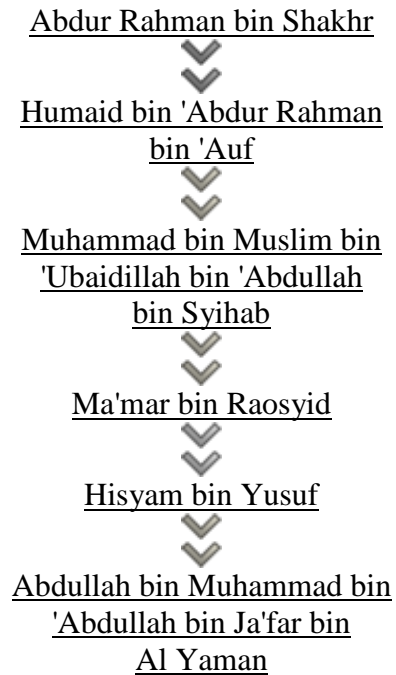 Abdur Rahman bin Shakhr
Humaid bin 'Abdur Rahman
bin 'Auf
Muhammad bin Muslim bin
'Ubaidillah bin 'Abdullah
bin Syihab
Ma'mar bin Raosyid
Hisyam bin Yusuf
Abdullah bin Muhammad bin
'Abdullah bin Ja'far bin
Al Yaman